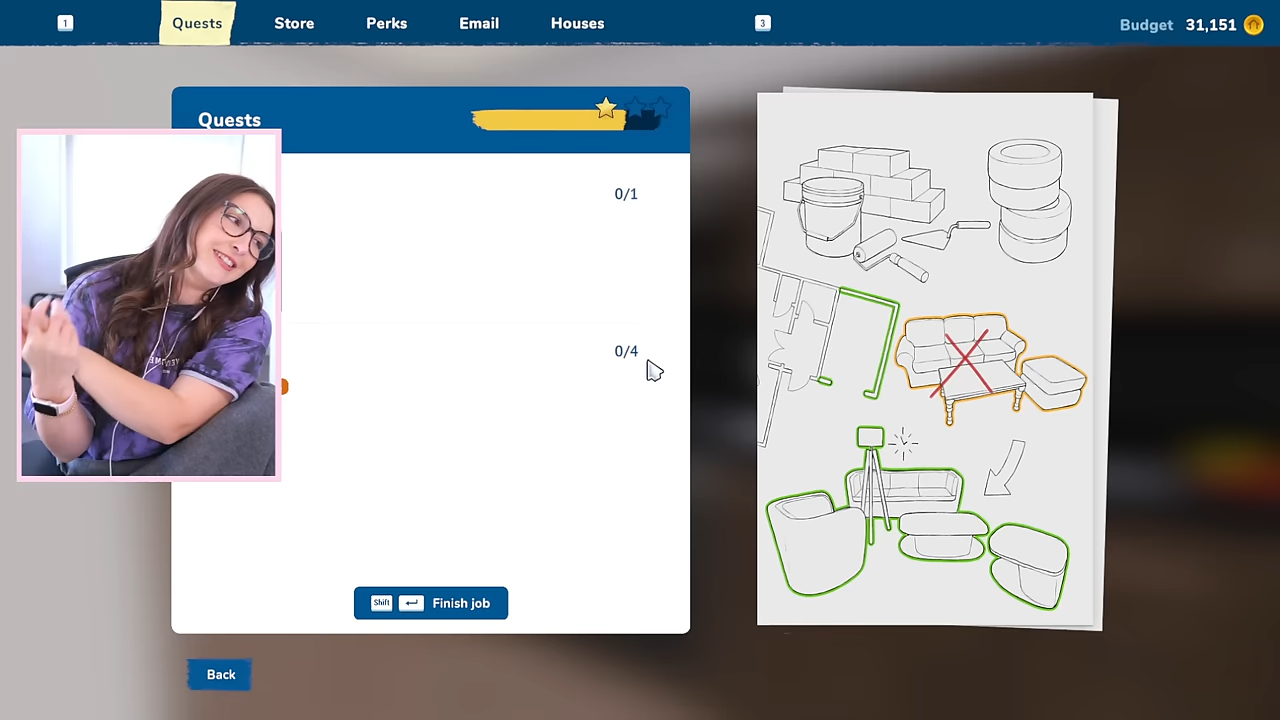 1
Quests
Store
Perks
Email
Houses
3
Budget 31,151
Quests
0/1
0/4
Shift Finish job
Back